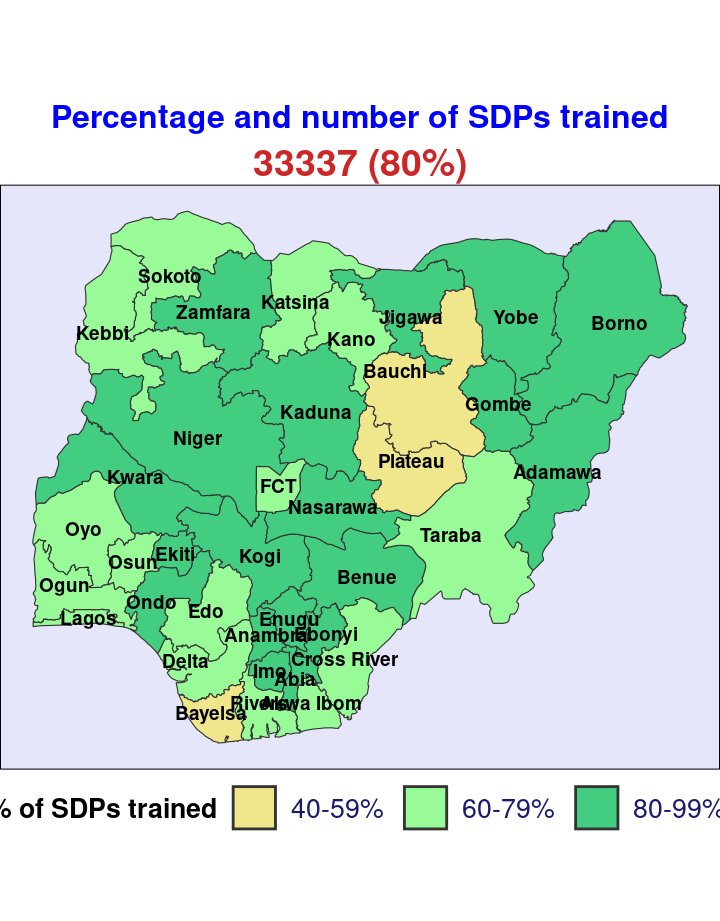 Percentage and number of SDPs trained
33337 (80%)
Sokoto
Zamfara
Katsina
Kebbi
Kano
Jigawa
Yobe
Borno
Bauchi
Gombe
Kaduna
Niger
Plateau
Adamawa
Kwara
FCT
Nasarawa
Taraba
Oyo
Osun
Ekiti
Kogi
Benue
Ogun
Ondo
Edo
Lagos
Enugu
Anambra
Ebonyi
Delta
Cross River
Imo
Abia
Bayelsa
Rivers
Akwa Ibom
% of SDPs trained 40-59% 60-79% 80-99%